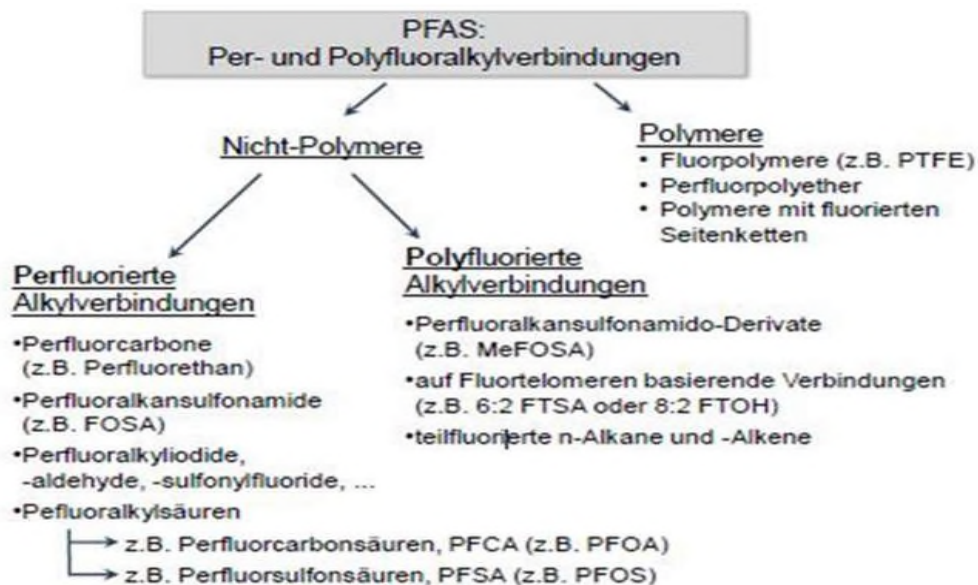 PFAS:
Per- und Polyfluoralkylverbindungen
Nicht-Polymere
Polymere
• Fluorpolymere (z.B. PTFE)
• Perfluorpolyether
• Polymere mit fluorierten
Seitenketten
Perfluorierte
Alkylverbindungen
•Perfluorcarbone
(z.B. Perfluorethan)
•Perfluoralkansulfonamide
(z.B. FOSA)
•Perfluoralkyliodide,
-aldehyde, -sulfonylfluoride, ...
•Pefluoralkylsäuren
z.B. Perfluorcarbonsäuren, PFCA (z.B. PFOA)
z.B. Perfluorsulfonsäuren, PFSA (z.B. PFOS)
Polyfluorierte
Alkylverbindungen
•Perfluoralkansulfonamido-Derivate
(z.B. MeFOSA)
•auf Fluortelomeren basierende Verbindungen
(z.B. 6:2 FTSA oder 8:2 FTOH)
•teilfluorierte n-Alkane und -Alkene